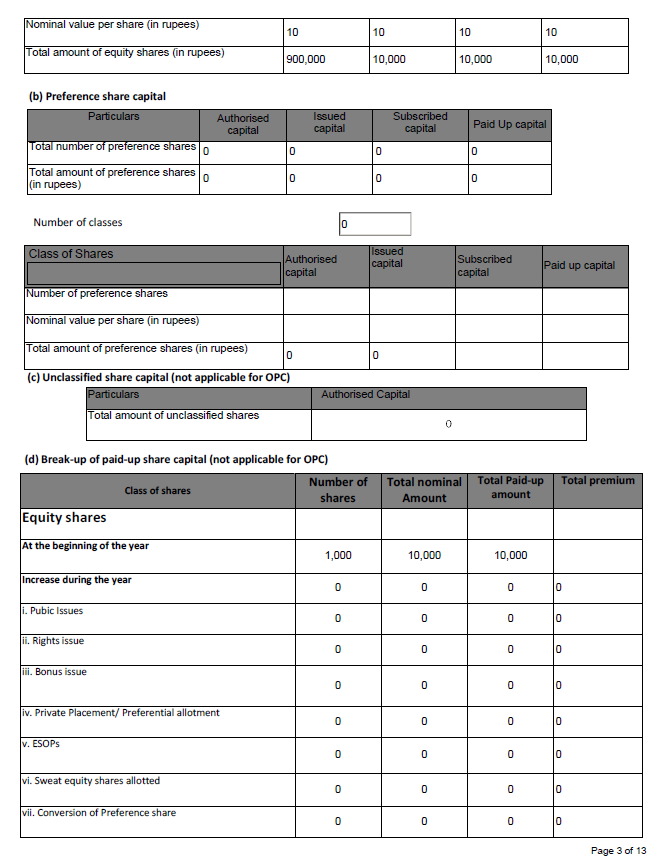 Nominal value per share (in rupees) 10 10 10 10
Total amount of equity shares (in rupees) 900,000 10,000 10,000 10,000
(b) Preference share capital
Particulars Authorised capital Issued capital Subscribed capital Paid Up capital
Total number of preference shares 0 0 0 0
Total amount of preference shares (in rupees) 0 0 0 0
Number of classes 0
Class of Shares Authorised capital Issued capital Subscribed capital Paid up capital
Number of preference shares
Nominal value per share (in rupees)
Total amount of preference shares (in rupees) 0 0
(c) Unclassified share capital (not applicable for OPC)
Particulars Authorised Capital
Total amount of unclassified shares 0
(d) Break-up of paid-up share capital (not applicable for OPC)
Class of shares Number of shares Total nominal Amount Total Paid-up amount Total premium
Equity shares
At the beginning of the year 1,000 10,000 10,000
Increase during the year 0 0 0 0
i. Pubic Issues 0 0 0 0
ii. Rights issue 0 0 0 0
iii. Bonus issue 0 0 0 0
iv. Private Placement/ Preferential allotment 0 0 0 0
v. ESOPs 0 0 0 0
vi. Sweat equity shares allotted 0 0 0 0
vii. Conversion of Preference share 0 0 0 0
Page 3 of 13